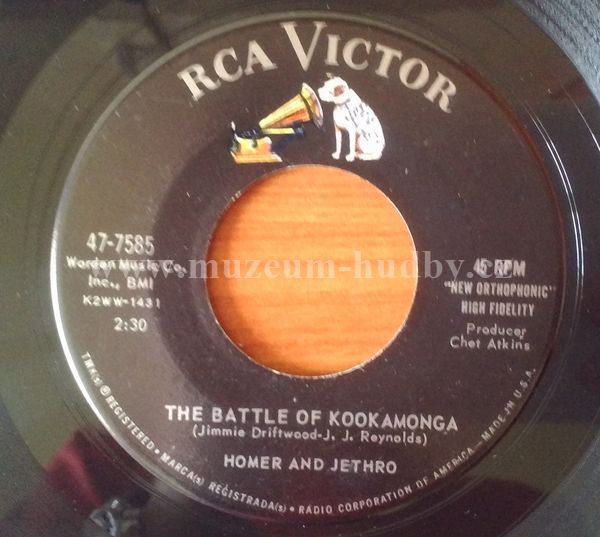 RCA VICTOR
47-7585
Worden Music Co.
Inc., BMI
K2WW-1431
2:30
www.muzeum-hudby.cz
45 RPM
"NEW ORTHOPHONIC"
HIGH FIDELITY
Producer
Chet Atkins
THE BATTLE OF KOOKAMONGA
(Jimmie Driftwood-J. J. Reynolds)
HOMER AND JETHRO
TMK(s) ® REGISTERED • MARCA(s) REGISTRADA(s) • RADIO CORPORATION OF AMERICA—MADE IN U.S.A.